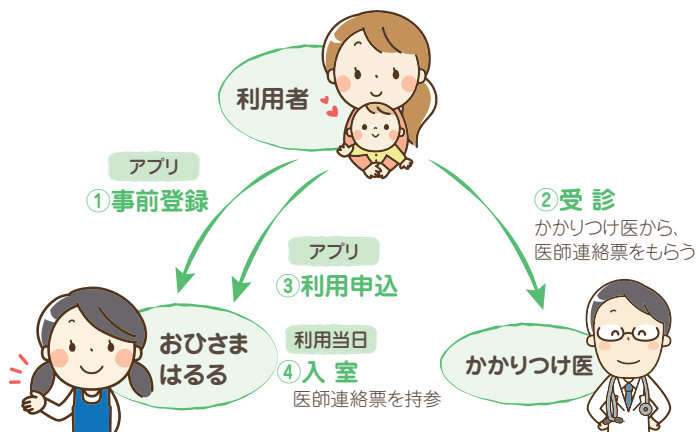 利用者
アプリ
①事前登録
②受 診
かかりつけ医から、
医師連絡票をもらう
アプリ
③利用申込
おひさま
はるる
利用当日
④入 室
医師連絡票を持参
かかりつけ医